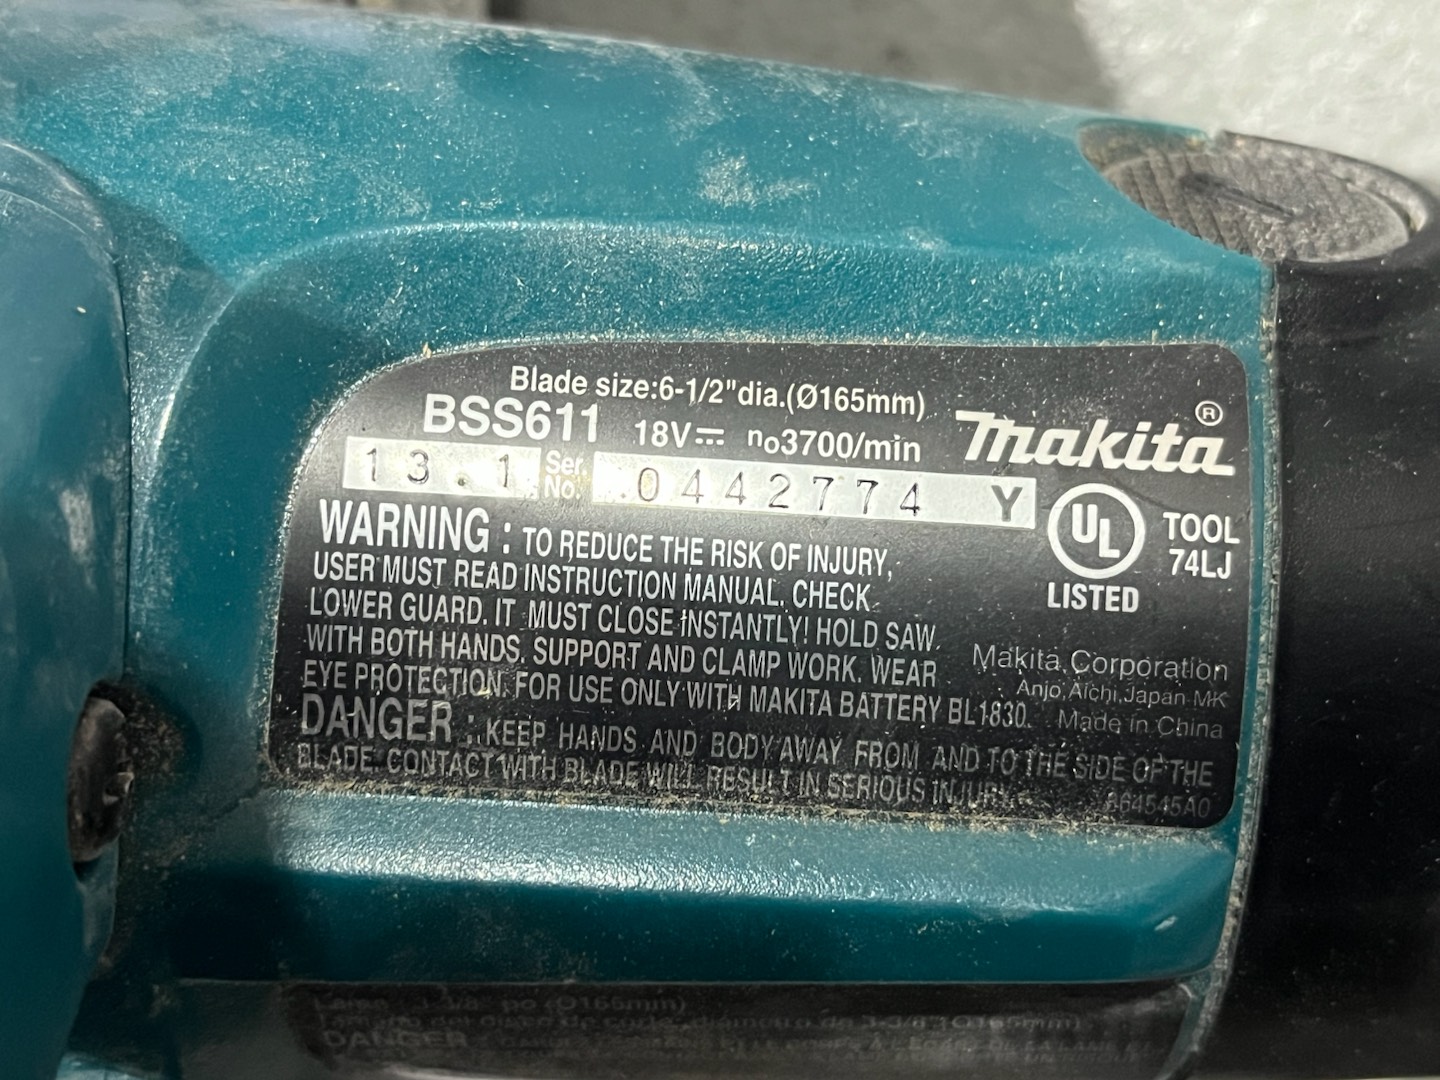 Blade size:6-1/2"dia.(Ø165mm)
BSS611 18V⎓ no3700/min
makita®
13.1 Ser. No. 0442774 Y
UL LISTED
TOOL 74LJ
WARNING : TO REDUCE THE RISK OF INJURY,
USER MUST READ INSTRUCTION MANUAL. CHECK
LOWER GUARD. IT MUST CLOSE INSTANTLY! HOLD SAW
WITH BOTH HANDS. SUPPORT AND CLAMP WORK. WEAR
EYE PROTECTION. FOR USE ONLY WITH MAKITA BATTERY BL1830.
Makita Corporation
Anjo, Aichi, Japan MK
Made in China
DANGER : KEEP HANDS AND BODY AWAY FROM AND TO THE SIDE OF THE
BLADE. CONTACT WITH BLADE WILL RESULT IN SERIOUS INJURY.
864545A0
(Ø165mm)
DANGER